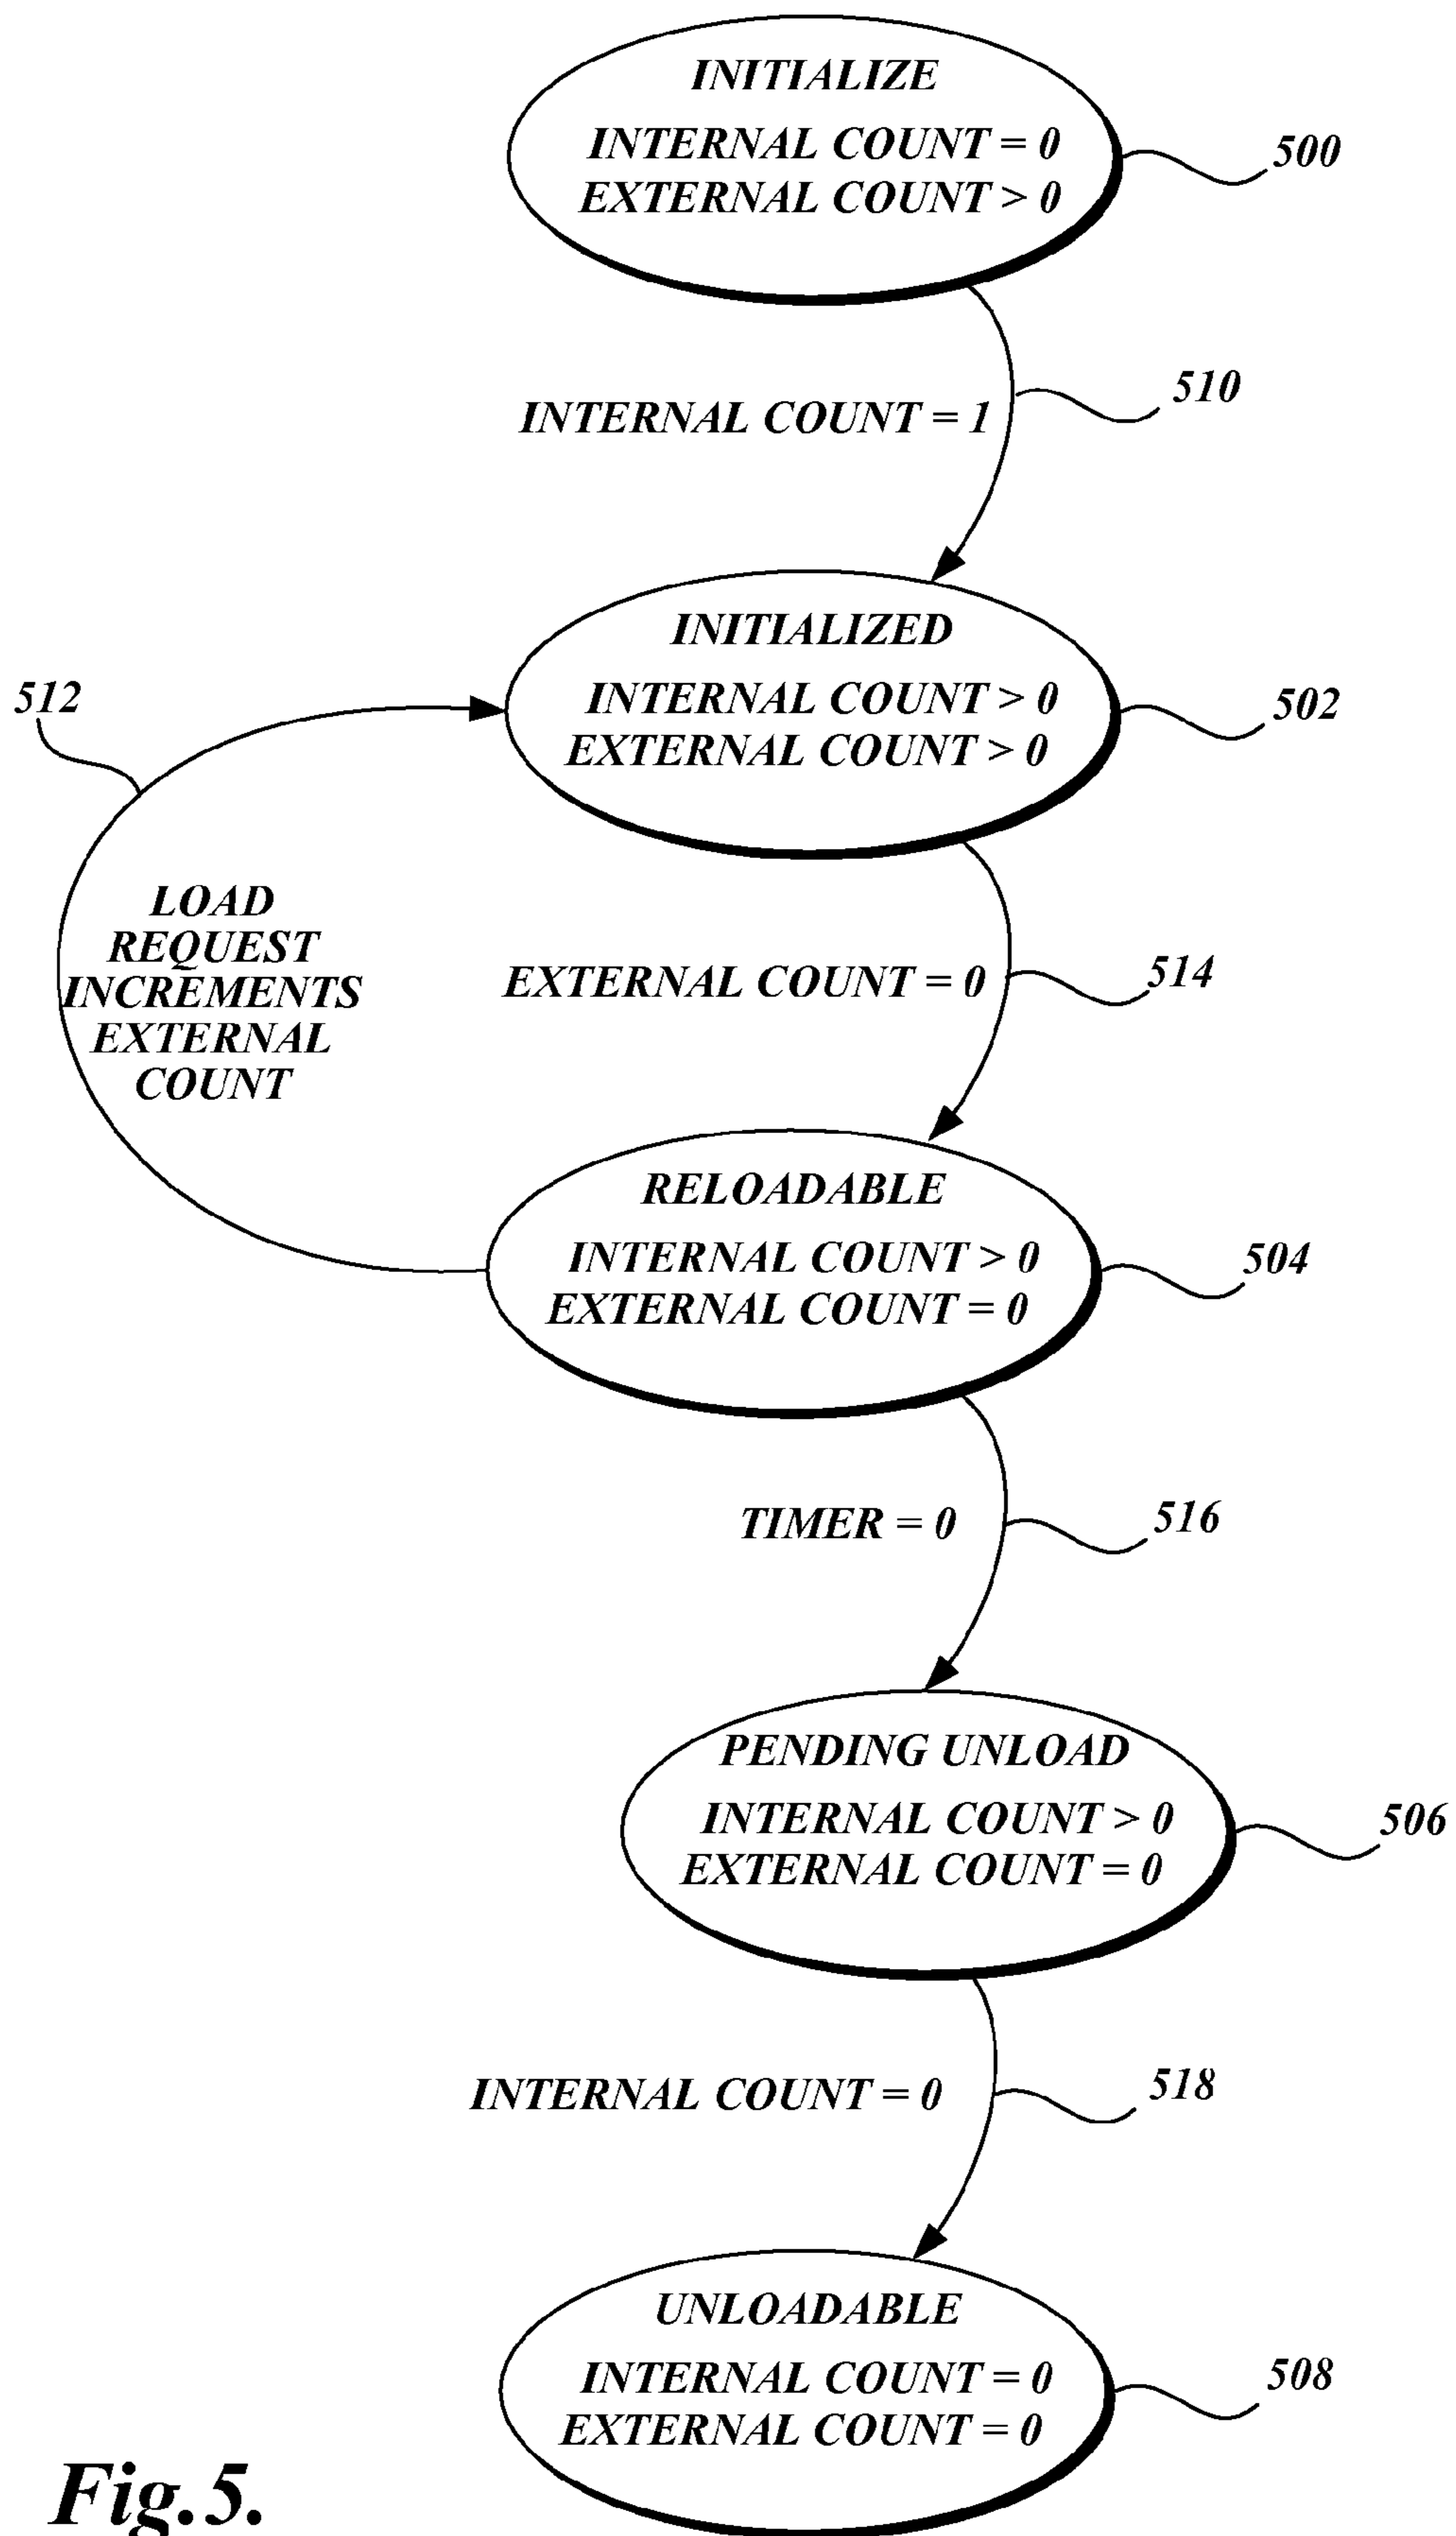 INITIALIZE
INTERNAL COUNT = 0
EXTERNAL COUNT > 0
500
INTERNAL COUNT = 1
510
INITIALIZED
INTERNAL COUNT > 0
EXTERNAL COUNT > 0
502
512
LOAD
REQUEST
INCREMENTS
EXTERNAL
COUNT
EXTERNAL COUNT = 0
514
RELOADABLE
INTERNAL COUNT > 0
EXTERNAL COUNT = 0
504
TIMER = 0
516
PENDING UNLOAD
INTERNAL COUNT > 0
EXTERNAL COUNT = 0
506
INTERNAL COUNT = 0
518
UNLOADABLE
INTERNAL COUNT = 0
EXTERNAL COUNT = 0
508
Fig.5.